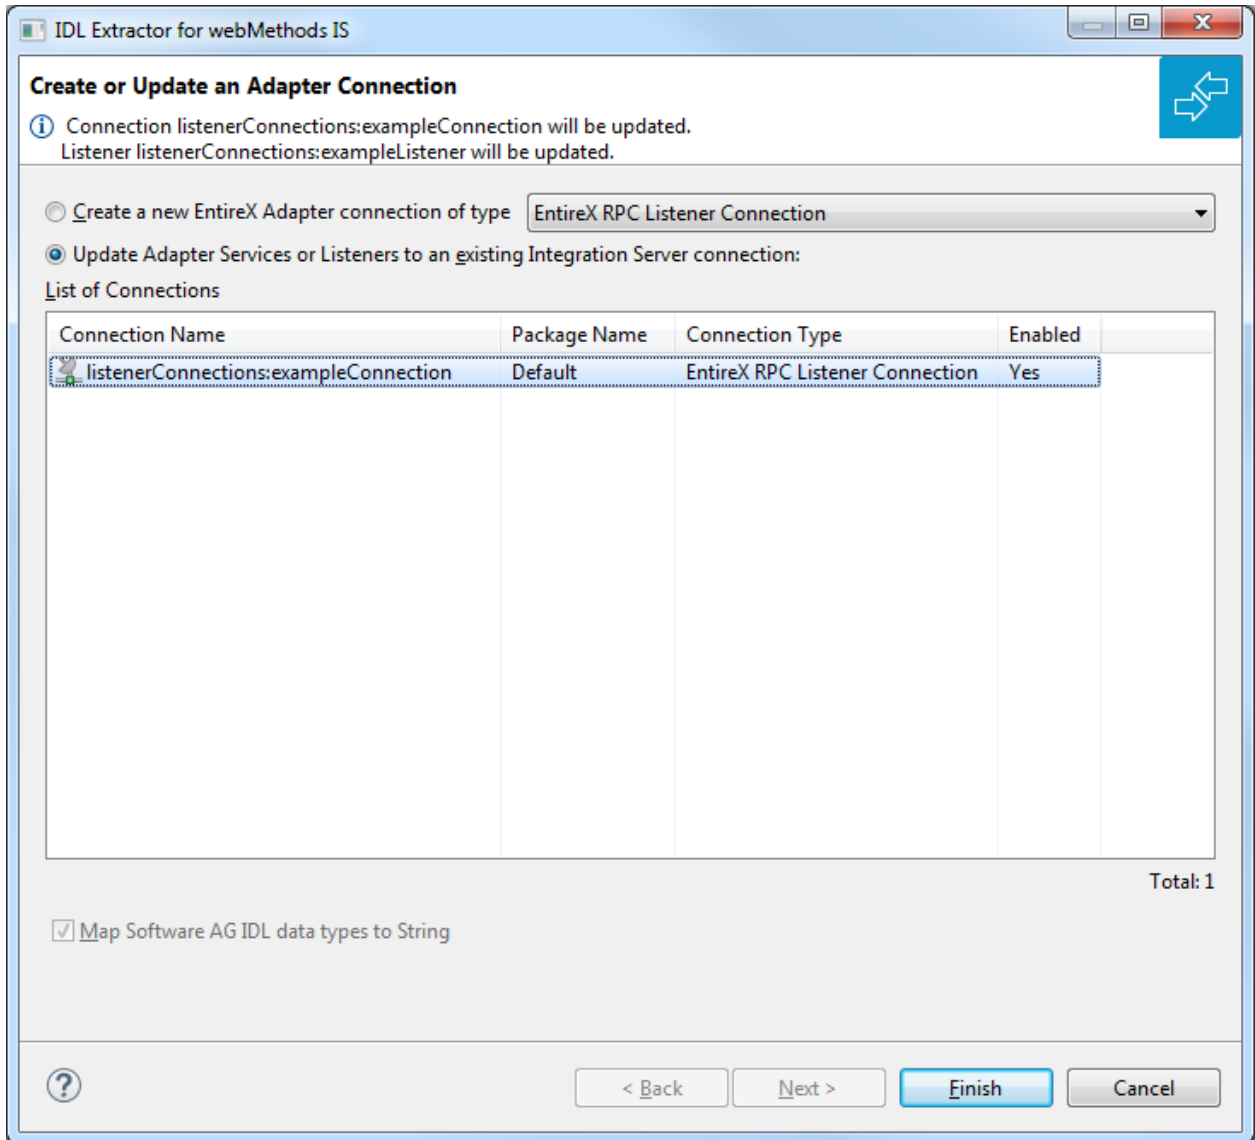 IDL Extractor for webMethods IS
Create or Update an Adapter Connection
Connection listenerConnections:exampleConnection will be updated.
Listener listenerConnections:exampleListener will be updated.
Create a new EntireX Adapter connection of type EntireX RPC Listener Connection
Update Adapter Services or Listeners to an existing Integration Server connection:
List of Connections
Connection Name Package Name Connection Type Enabled
listenerConnections:exampleConnection Default EntireX RPC Listener Connection Yes
Total: 1
Map Software AG IDL data types to String
< Back Next > Finish Cancel